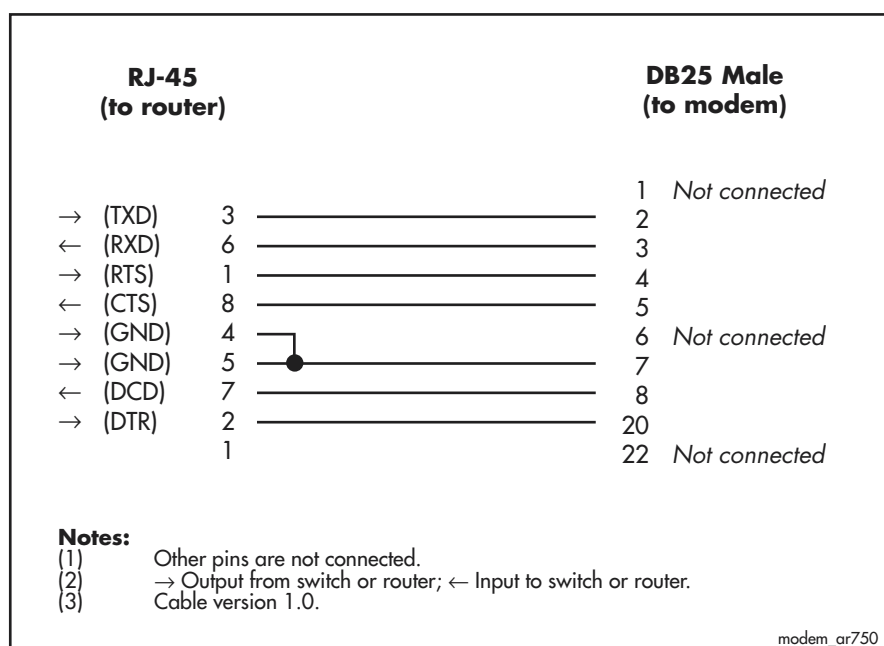 RJ-45
(to router)
DB25 Male
(to modem)
1 Not connected
→ (TXD) 3 2
← (RXD) 6 3
→ (RTS) 1 4
← (CTS) 8 5
→ (GND) 4 6 Not connected
→ (GND) 5 7
← (DCD) 7 8
→ (DTR) 2 20
1 22 Not connected
Notes:
(1) Other pins are not connected.
(2) → Output from switch or router; ← Input to switch or router.
(3) Cable version 1.0.
modem_ar750